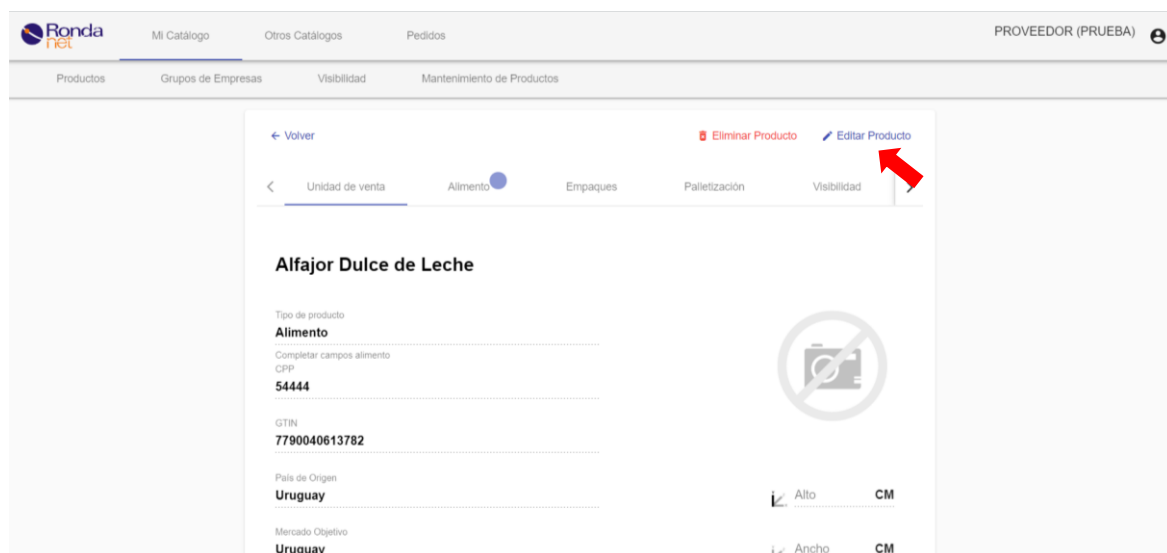 Ronda
net
Mi Catálogo
Otros Catálogos
Pedidos
PROVEEDOR (PRUEBA)
Productos
Grupos de Empresas
Visibilidad
Mantenimiento de Productos
← Volver
Eliminar Producto
Editar Producto
Unidad de venta
Alimento
Empaques
Palletización
Visibilidad
Alfajor Dulce de Leche
Tipo de producto
Alimento
Completar campos alimento
CPP
54444
GTIN
7790040613782
País de Origen
Uruguay
Alto CM
Mercado Objetivo
Uruguay
Ancho CM